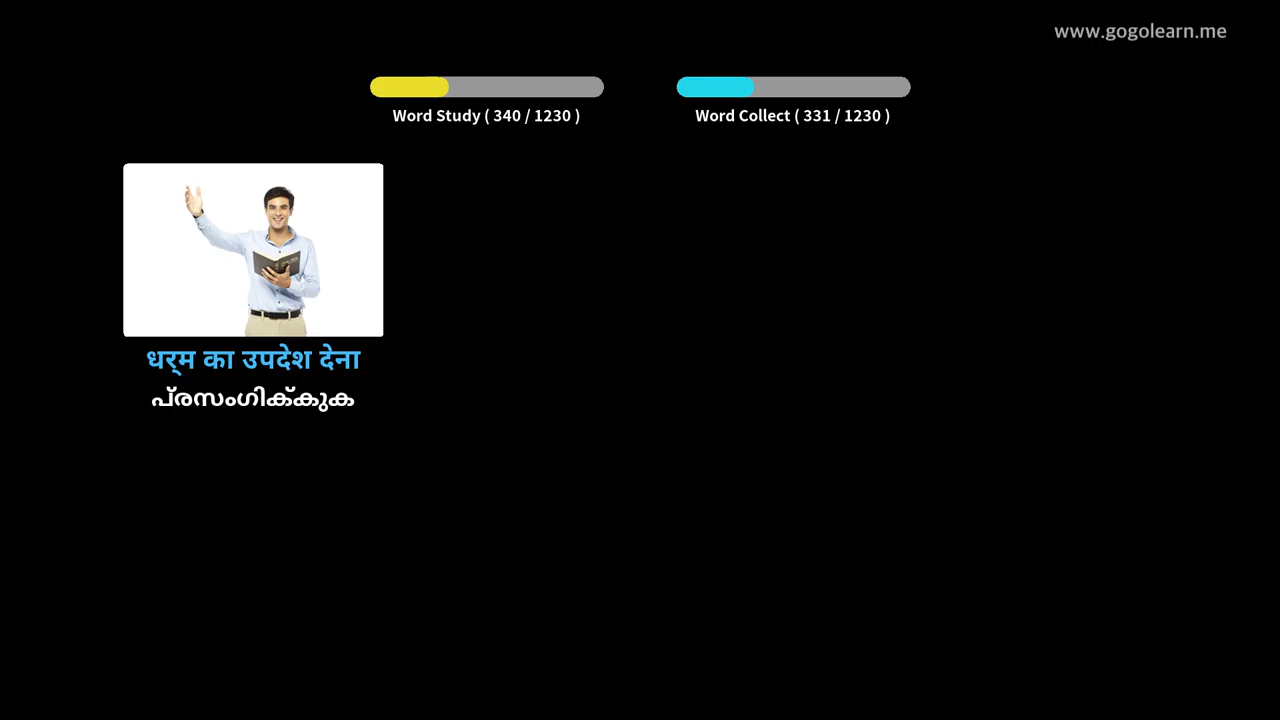 www.gogolearn.me
Word Study ( 340 / 1230 )
Word Collect ( 331 / 1230 )
धर्म का उपदेश देना
പ്രസംഗിക്കുക